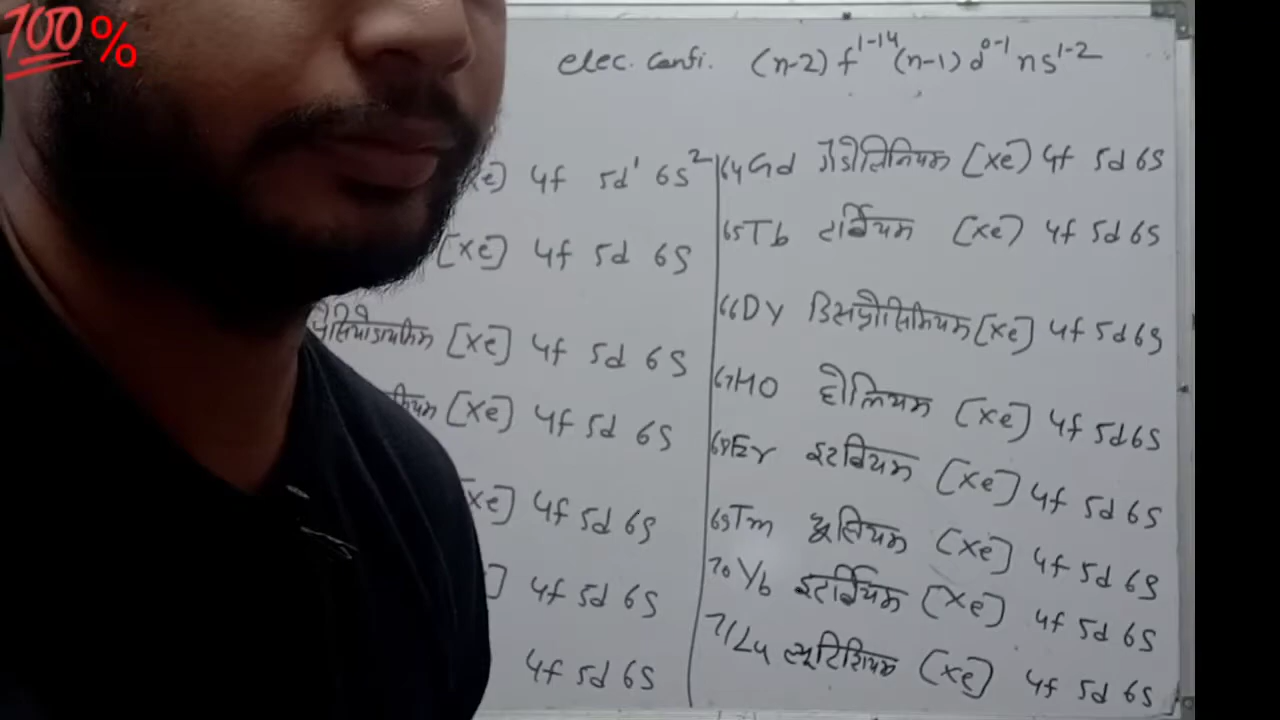 100%
elec. confi. (n-2) f¹⁻¹⁴ (n-1) d⁰⁻¹ ns¹⁻²
4f 5d¹ 6s²
[xe] 4f 5d 6s
[xe] 4f 5d 6s
[xe] 4f 5d 6s
4f 5d 6s
4f 5d 6s
4f 5d 6s
64Gd गैडोलिनियम [xe] 4f 5d 6s
65Tb टर्बियम [xe] 4f 5d 6s
66Dy डिसप्रोसियम [xe] 4f 5d 6s
67HO होलियम [xe] 4f 5d 6s
68Er इरबियम [xe] 4f 5d 6s
69Tm थूलियम [xe] 4f 5d 6s
70Yb इटर्बियम [xe] 4f 5d 6s
71Lu ल्यूटिशियम [xe] 4f 5d 6s